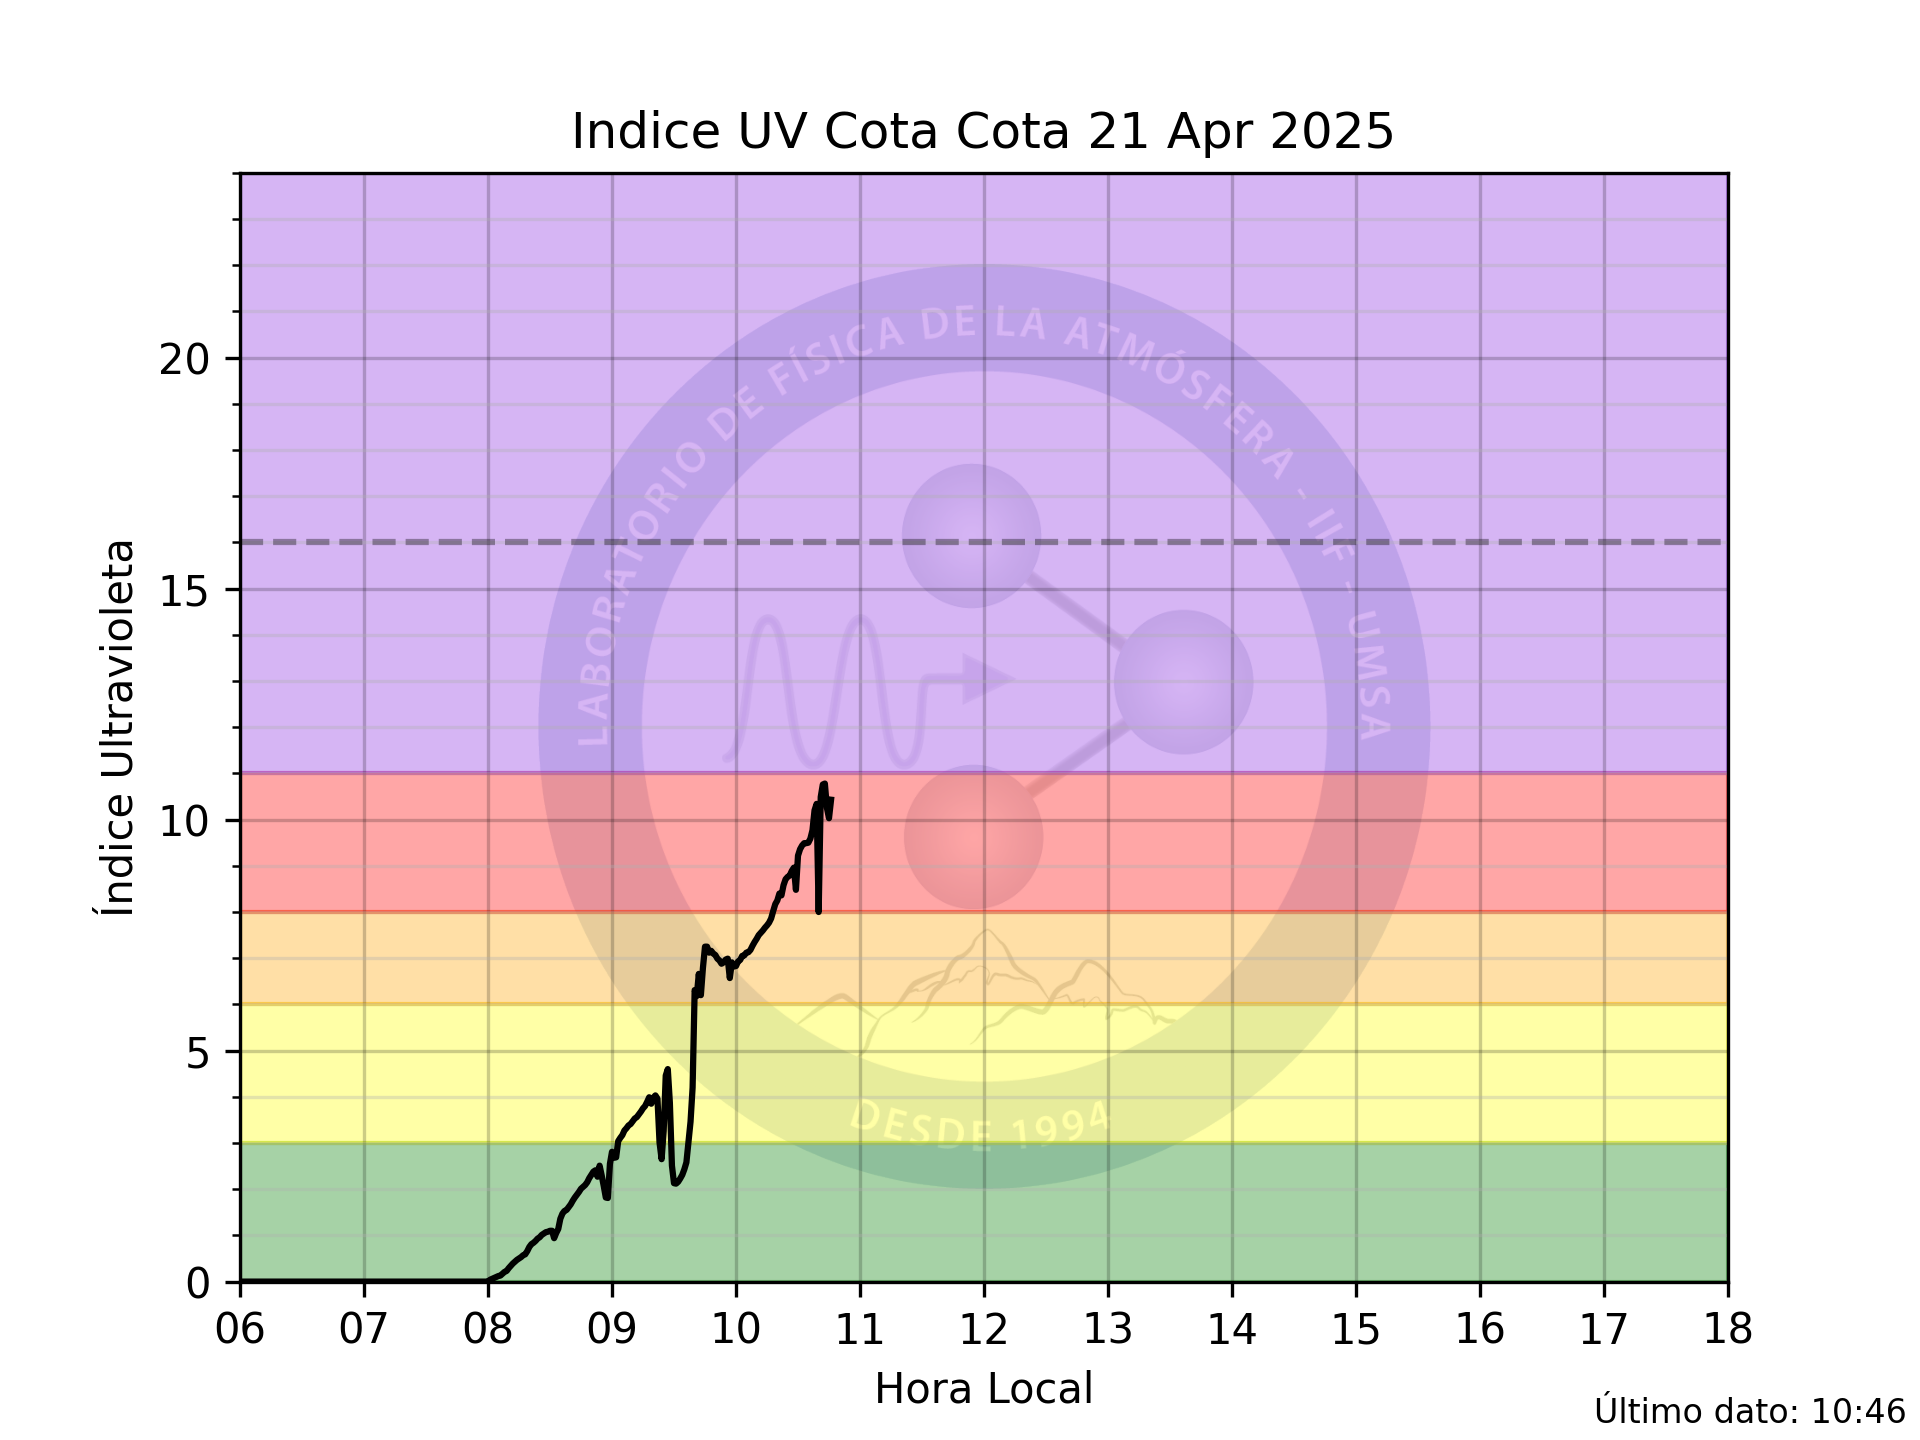 Indice UV Cota Cota 21 Apr 2025
Índice Ultravioleta
20
15
10
5
0
LABORATORIO DE FÍSICA DE LA ATMÓSFERA - IIF - UMSA
DESDE 1994
06 07 08 09 10 11 12 13 14 15 16 17 18
Hora Local
Último dato: 10:46